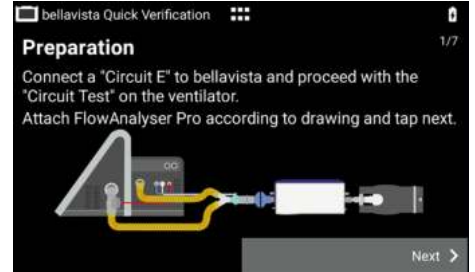 bellavista Quick Verification
Preparation
1/7
Connect a "Circuit E" to bellavista and proceed with the
"Circuit Test" on the ventilator.
Attach FlowAnalyser Pro according to drawing and tap next.
Next